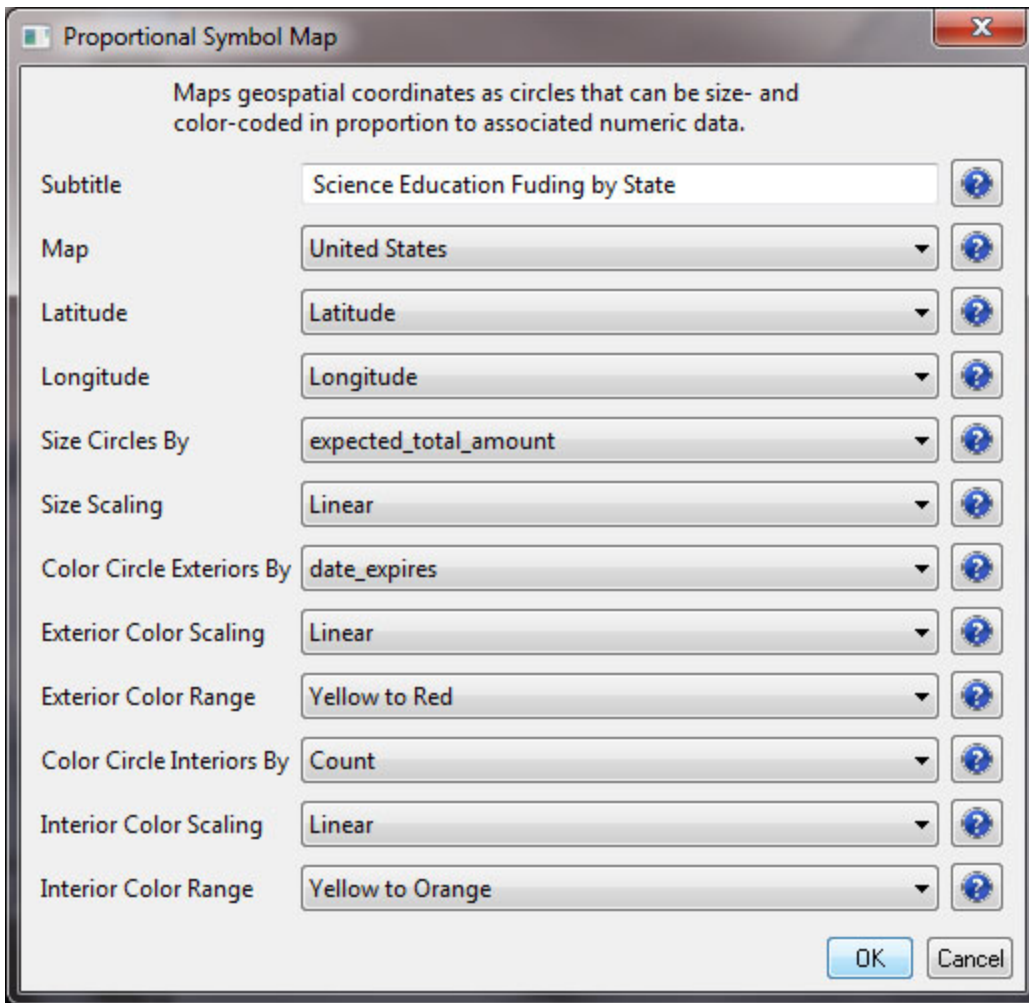 Proportional Symbol Map
Maps geospatial coordinates as circles that can be size- and
color-coded in proportion to associated numeric data.
Subtitle Science Education Fuding by State
Map United States
Latitude Latitude
Longitude Longitude
Size Circles By expected_total_amount
Size Scaling Linear
Color Circle Exteriors By date_expires
Exterior Color Scaling Linear
Exterior Color Range Yellow to Red
Color Circle Interiors By Count
Interior Color Scaling Linear
Interior Color Range Yellow to Orange
OK Cancel